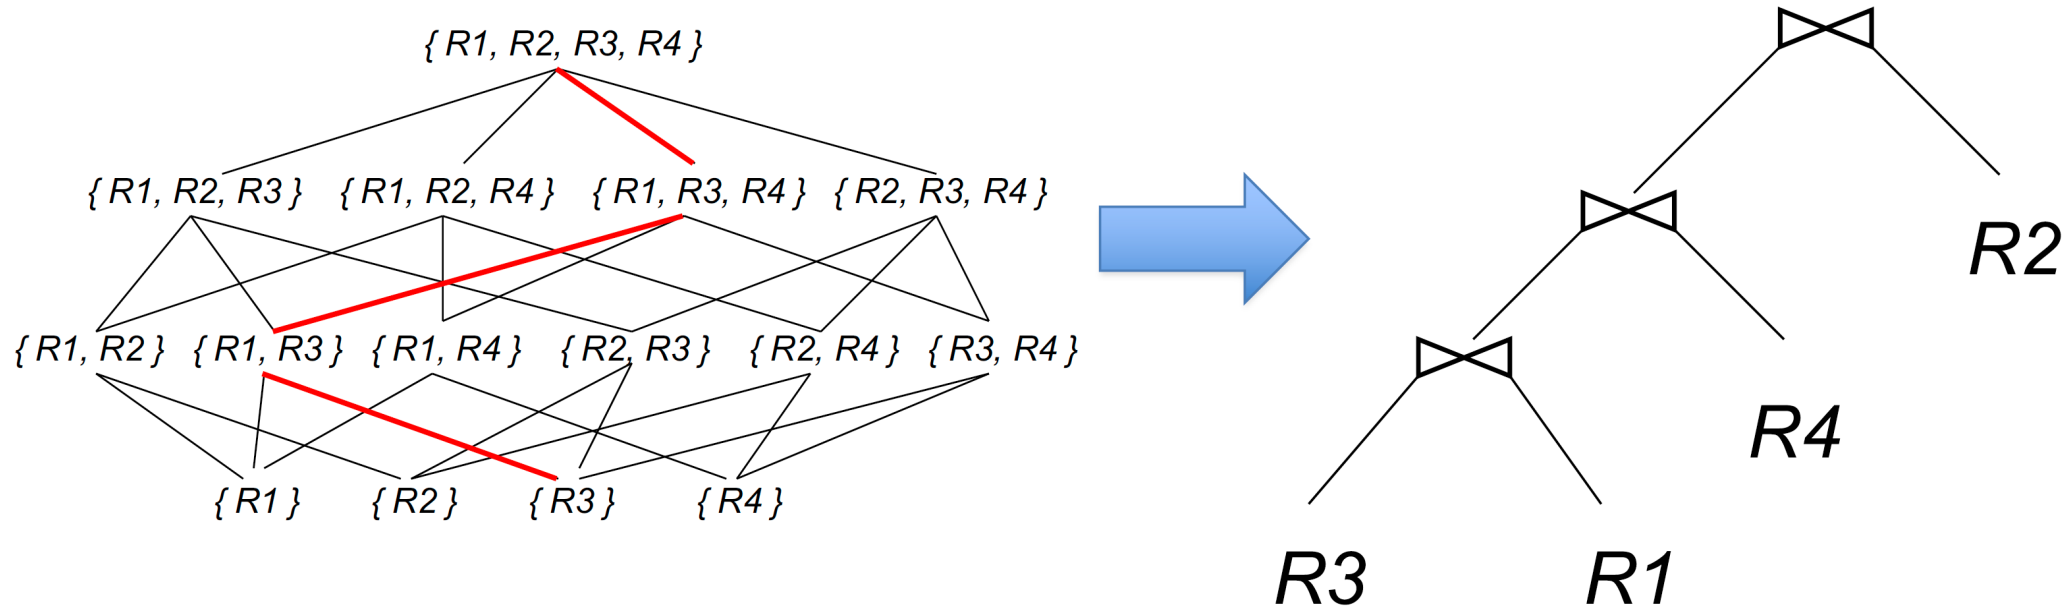 { R1, R2, R3, R4 }
{ R1, R2, R3 } { R1, R2, R4 } { R1, R3, R4 } { R2, R3, R4 }
R2
{ R1, R2 } { R1, R3 } { R1, R4 } { R2, R3 } { R2, R4 } { R3, R4 }
R4
{ R1 } { R2 } { R3 } { R4 }
R3 R1